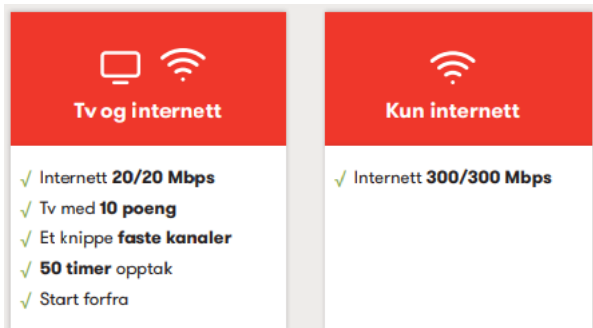 Tv og internett
Internett 20/20 Mbps
Tv med 10 poeng
Et knippe faste kanaler
50 timer opptak
Start forfra
Kun internett
Internett 300/300 Mbps